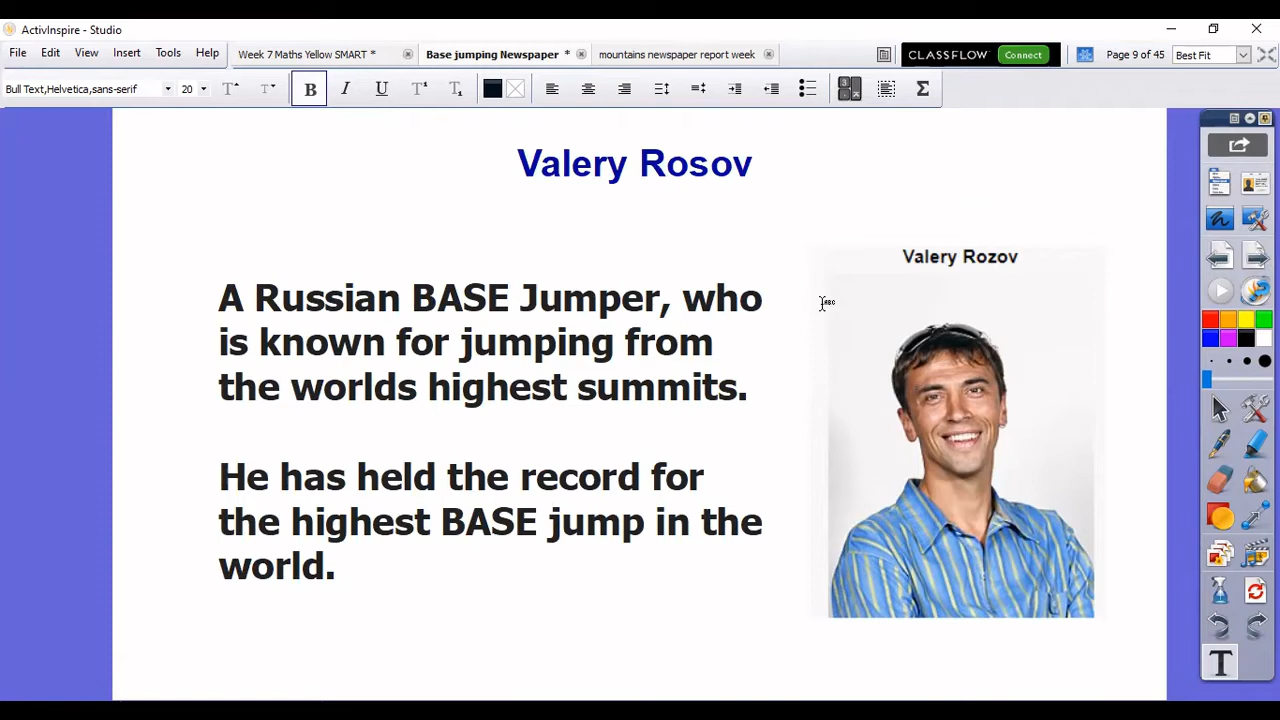 ActivInspire - Studio
File Edit View Insert Tools Help
Week 7 Maths Yellow SMART *
Base jumping Newspaper *
mountains newspaper report week
CLASSFLOW Connect
Page 9 of 45
Best Fit
Bull Text,Helvetica,sans-serif 20 B I U T T Σ
Valery Rosov
Valery Rozov
A Russian BASE Jumper, who
is known for jumping from
the worlds highest summits.
He has held the record for
the highest BASE jump in the
world.
ABC
T